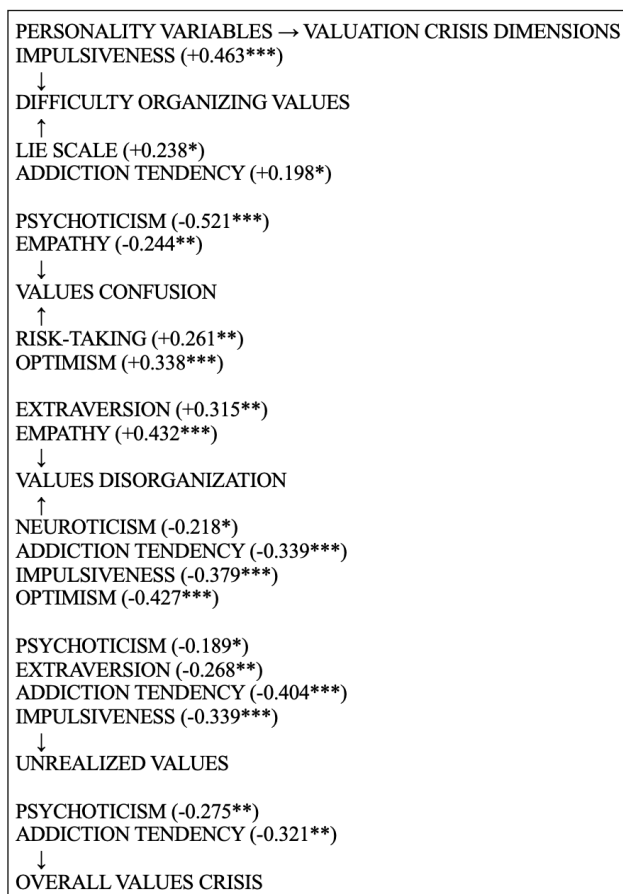 PERSONALITY VARIABLES → VALUATION CRISIS DIMENSIONS
IMPULSIVENESS (+0.463***)
↓
DIFFICULTY ORGANIZING VALUES
↑
LIE SCALE (+0.238*)
ADDICTION TENDENCY (+0.198*)
PSYCHOTICISM (-0.521***)
EMPATHY (-0.244**)
↓
VALUES CONFUSION
↑
RISK-TAKING (+0.261**)
OPTIMISM (+0.338***)
EXTRAVERSION (+0.315**)
EMPATHY (+0.432***)
↓
VALUES DISORGANIZATION
↑
NEUROTICISM (-0.218*)
ADDICTION TENDENCY (-0.339***)
IMPULSIVENESS (-0.379***)
OPTIMISM (-0.427***)
PSYCHOTICISM (-0.189*)
EXTRAVERSION (-0.268**)
ADDICTION TENDENCY (-0.404***)
IMPULSIVENESS (-0.339***)
↓
UNREALIZED VALUES
PSYCHOTICISM (-0.275**)
ADDICTION TENDENCY (-0.321**)
↓
OVERALL VALUES CRISIS